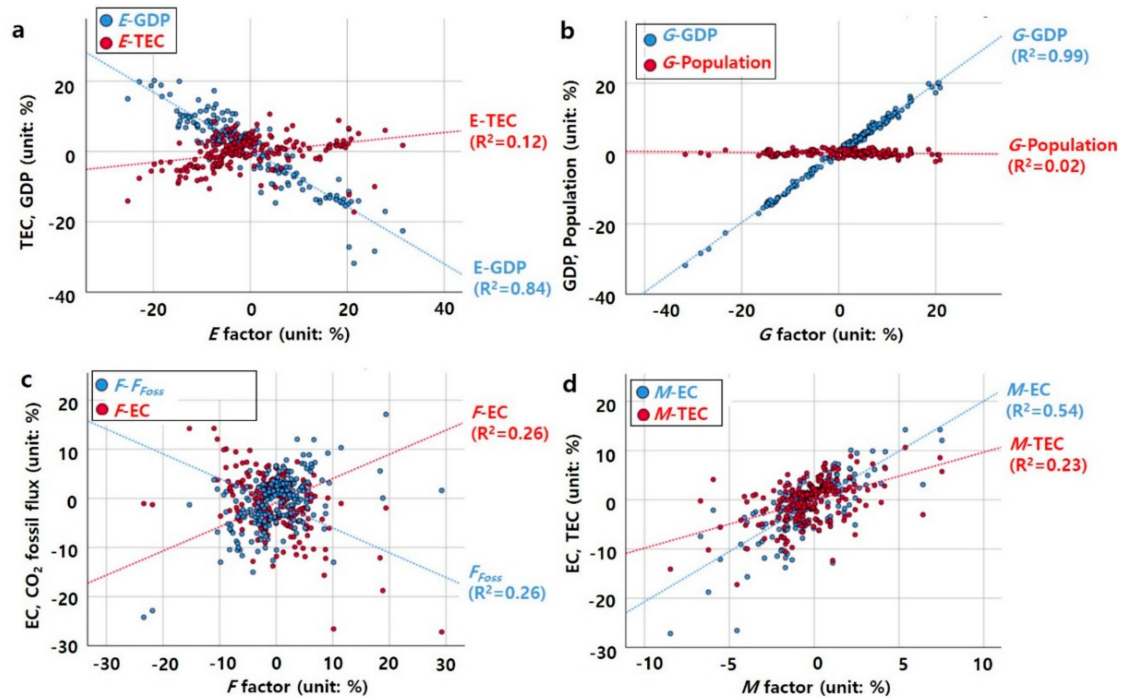 a
E-GDP
E-TEC
TEC, GDP (unit: %)
20
0
-20
-40
-20
0
20
40
E factor (unit: %)
E-TEC
(R²=0.12)
E-GDP
(R²=0.84)
b
G-GDP
G-Population
GDP, Population (unit: %)
20
0
-20
-40
-40
-20
0
20
G factor (unit: %)
G-GDP
(R²=0.99)
G-Population
(R²=0.02)
c
F-F_Foss
F-EC
EC, CO₂ fossil flux (unit: %)
20
10
0
-10
-20
-30
-30
-20
-10
0
10
20
30
F factor (unit: %)
F-EC
(R²=0.26)
F_Foss
(R²=0.26)
d
M-EC
M-TEC
EC, TEC (unit: %)
20
10
0
-10
-20
-30
-10
-5
0
5
10
M factor (unit: %)
M-EC
(R²=0.54)
M-TEC
(R²=0.23)